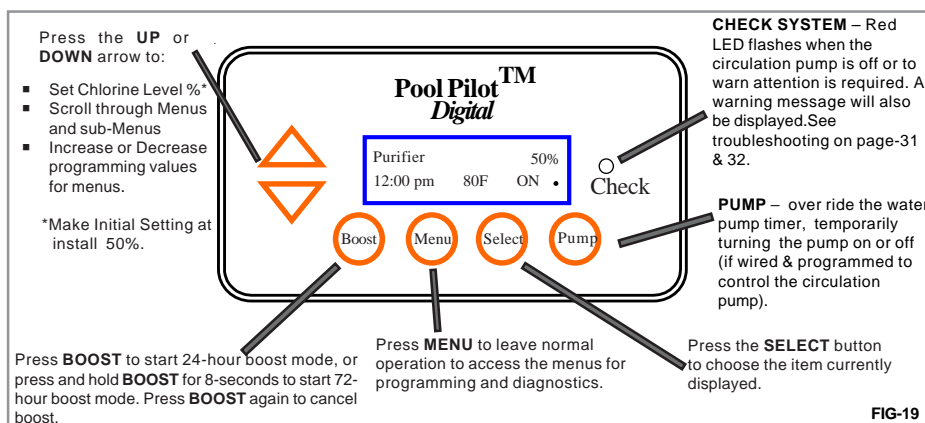 Press the UP or
DOWN arrow to:
▪ Set Chlorine Level %*
▪ Scroll through Menus
and sub-Menus
▪ Increase or Decrease
programming values
for menus.
*Make Initial Setting at
install 50%.
Pool Pilot™
Digital
Purifier 50%
12:00 pm 80F ON •
Check
Boost
Menu
Select
Pump
CHECK SYSTEM – Red
LED flashes when the
circulation pump is off or to
warn attention is required. A
warning message will also
be displayed.See
troubleshooting on page-31
& 32.
PUMP – over ride the water
pump timer, temporarily
turning the pump on or off
(if wired & programmed to
control the circulation
pump).
Press BOOST to start 24-hour boost mode, or
press and hold BOOST for 8-seconds to start 72-
hour boost mode. Press BOOST again to cancel
boost.
Press MENU to leave normal
operation to access the menus for
programming and diagnostics.
Press the SELECT button
to choose the item currently
displayed.
FIG-19